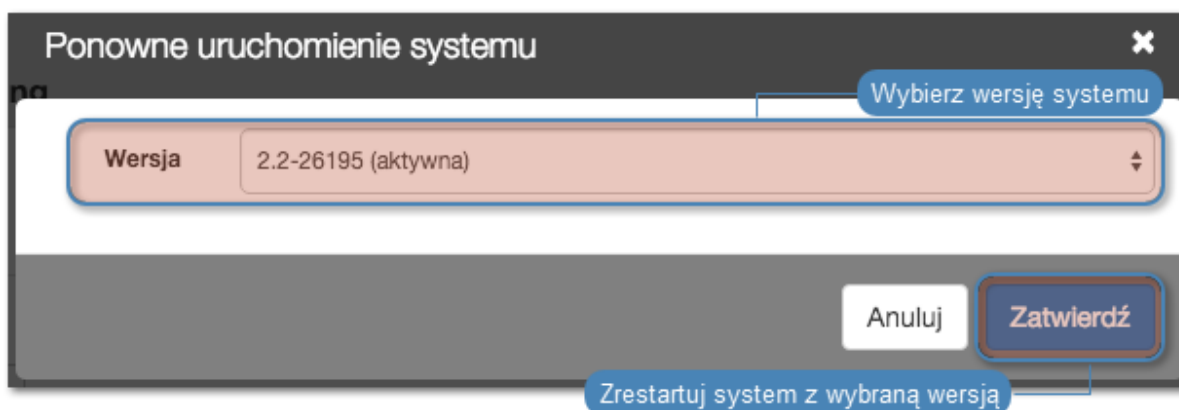 Ponowne uruchomienie systemu ✖
Wybierz wersję systemu
Wersja 2.2-26195 (aktywna)
Anuluj Zatwierdź
Zrestartuj system z wybraną wersją